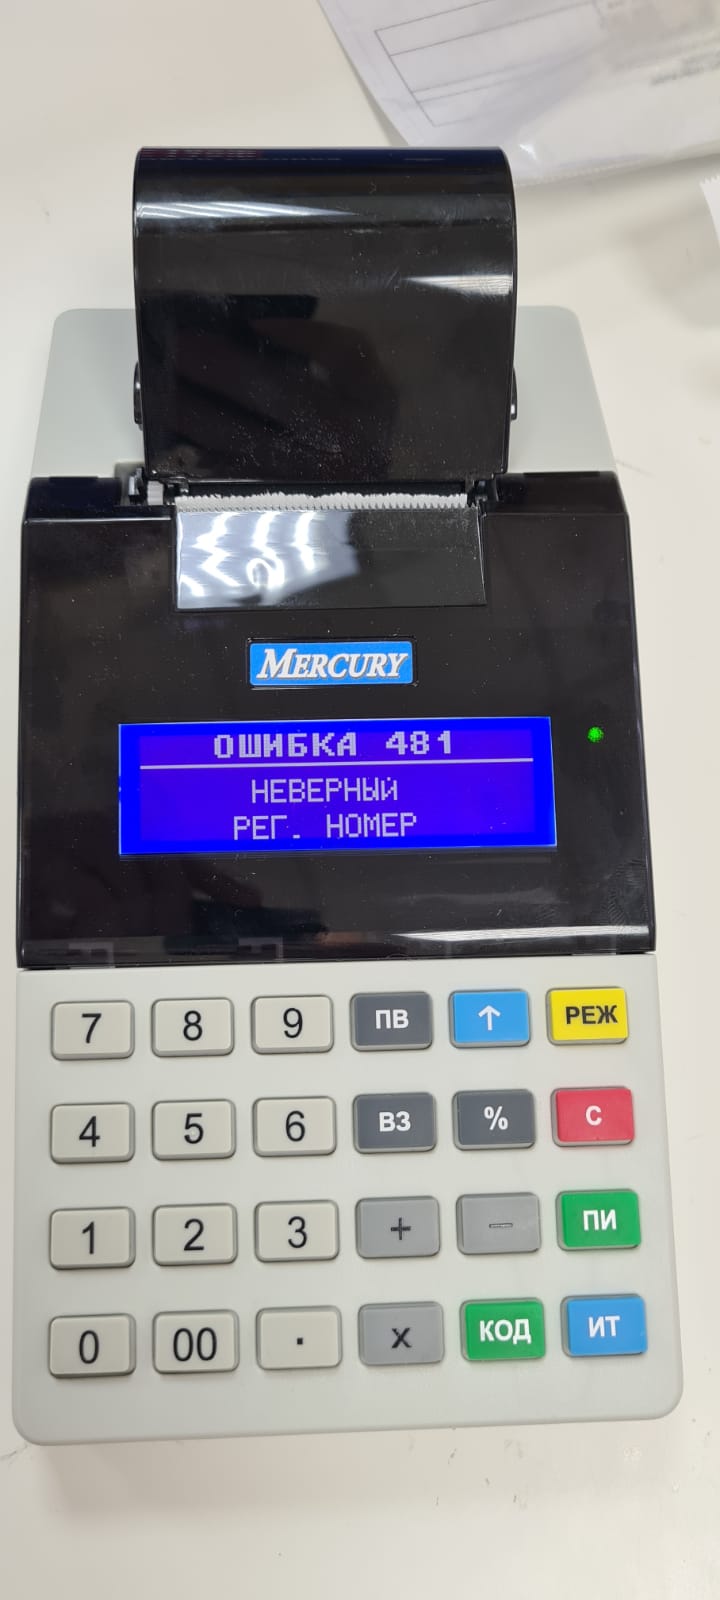 MERCURY
ОШИБКА 481
НЕВЕРНЫЙ
РЕГ. НОМЕР
7 8 9 ПВ ↑ РЕЖ
4 5 6 ВЗ % С
1 2 3 + – ПИ
0 00 . X КОД ИТ